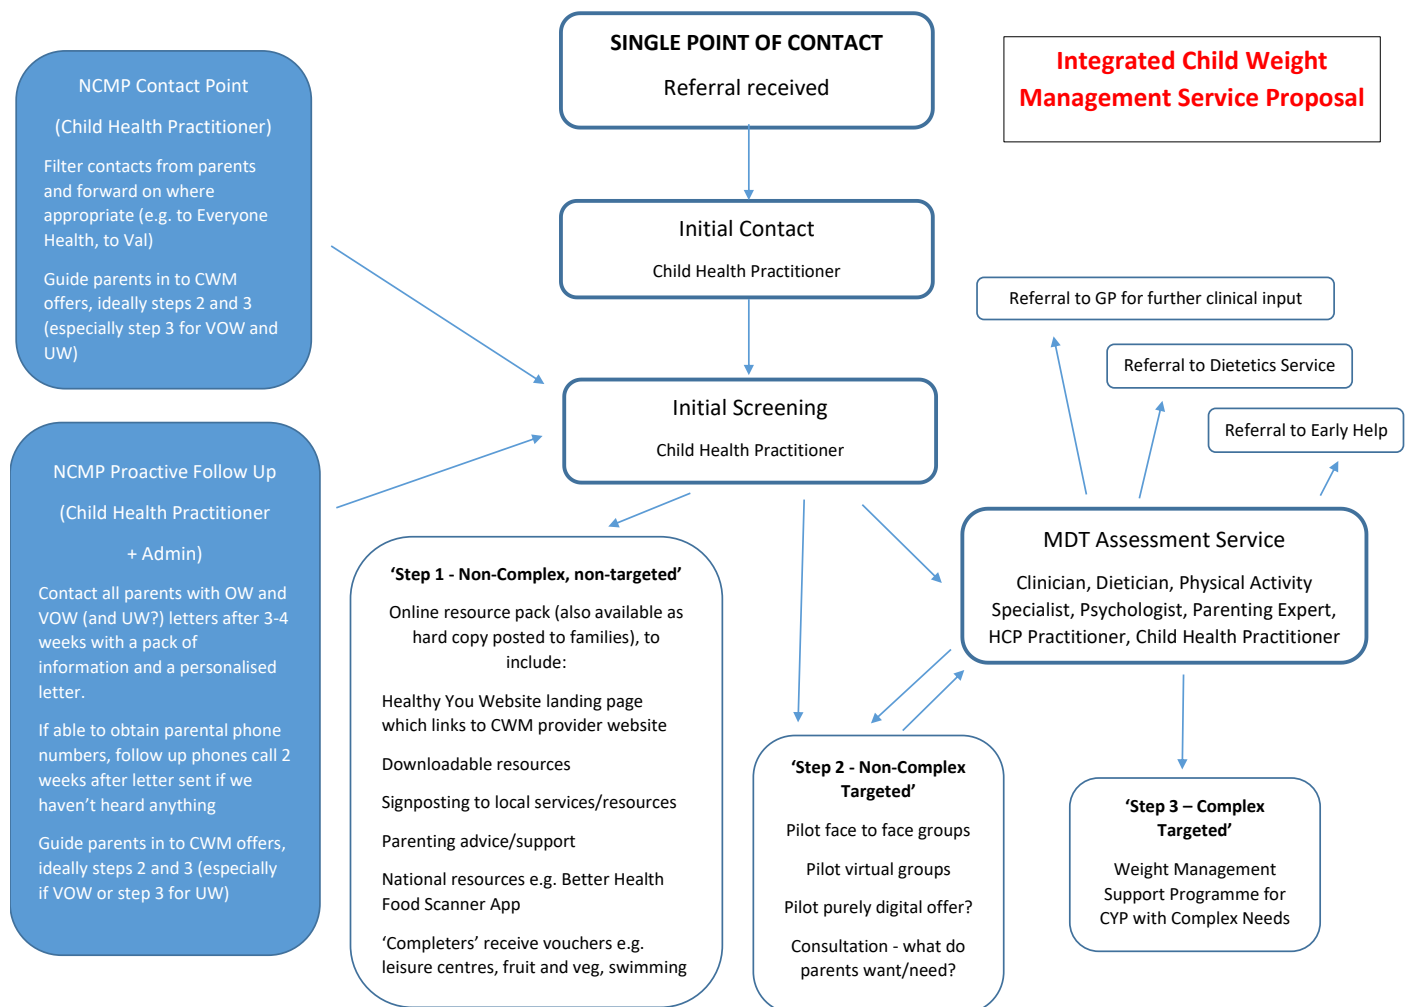 SINGLE POINT OF CONTACT
Referral received
Integrated Child Weight
Management Service Proposal
NCMP Contact Point
(Child Health Practitioner)
Filter contacts from parents
and forward on where
appropriate (e.g. to Everyone
Health, to Val)
Guide parents in to CWM
offers, ideally steps 2 and 3
(especially step 3 for VOW and
UW)
Initial Contact
Child Health Practitioner
Initial Screening
Child Health Practitioner
Referral to GP for further clinical input
Referral to Dietetics Service
Referral to Early Help
NCMP Proactive Follow Up
(Child Health Practitioner
+ Admin)
Contact all parents with OW and
VOW (and UW?) letters after 3-4
weeks with a pack of
information and a personalised
letter.
If able to obtain parental phone
numbers, follow up phones call 2
weeks after letter sent if we
haven’t heard anything
Guide parents in to CWM offers,
ideally steps 2 and 3 (especially
if VOW or step 3 for UW)
MDT Assessment Service
Clinician, Dietician, Physical Activity
Specialist, Psychologist, Parenting Expert,
HCP Practitioner, Child Health Practitioner
‘Step 1 - Non-Complex, non-targeted’
Online resource pack (also available as
hard copy posted to families), to
include:
Healthy You Website landing page
which links to CWM provider website
Downloadable resources
Signposting to local services/resources
Parenting advice/support
National resources e.g. Better Health
Food Scanner App
‘Completers’ receive vouchers e.g.
leisure centres, fruit and veg, swimming
‘Step 2 - Non-Complex
Targeted’
Pilot face to face groups
Pilot virtual groups
Pilot purely digital offer?
Consultation - what do
parents want/need?
‘Step 3 – Complex
Targeted’
Weight Management
Support Programme for
CYP with Complex Needs